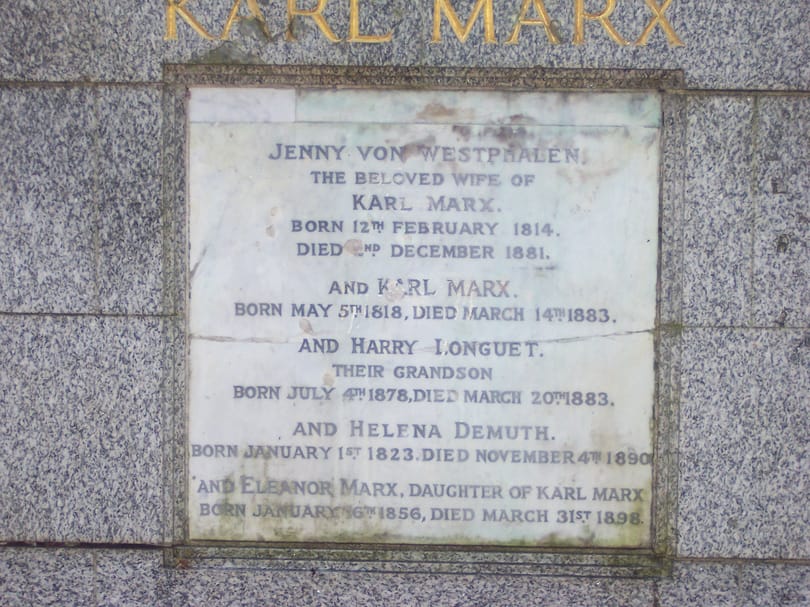 KARL MARX
JENNY VON WESTPHALEN
THE BELOVED WIFE OF
KARL MARX.
BORN 12TH FEBRUARY 1814.
DIED 2ND DECEMBER 1881.
AND KARL MARX.
BORN MAY 5TH 1818, DIED MARCH 14TH 1883.
AND HARRY LONGUET.
THEIR GRANDSON
BORN JULY 4TH 1878, DIED MARCH 20TH 1883.
AND HELENA DEMUTH.
BORN JANUARY 1ST 1823. DIED NOVEMBER 4TH 1890
AND ELEANOR MARX, DAUGHTER OF KARL MARX
BORN JANUARY 16TH 1856, DIED MARCH 31ST 1898.